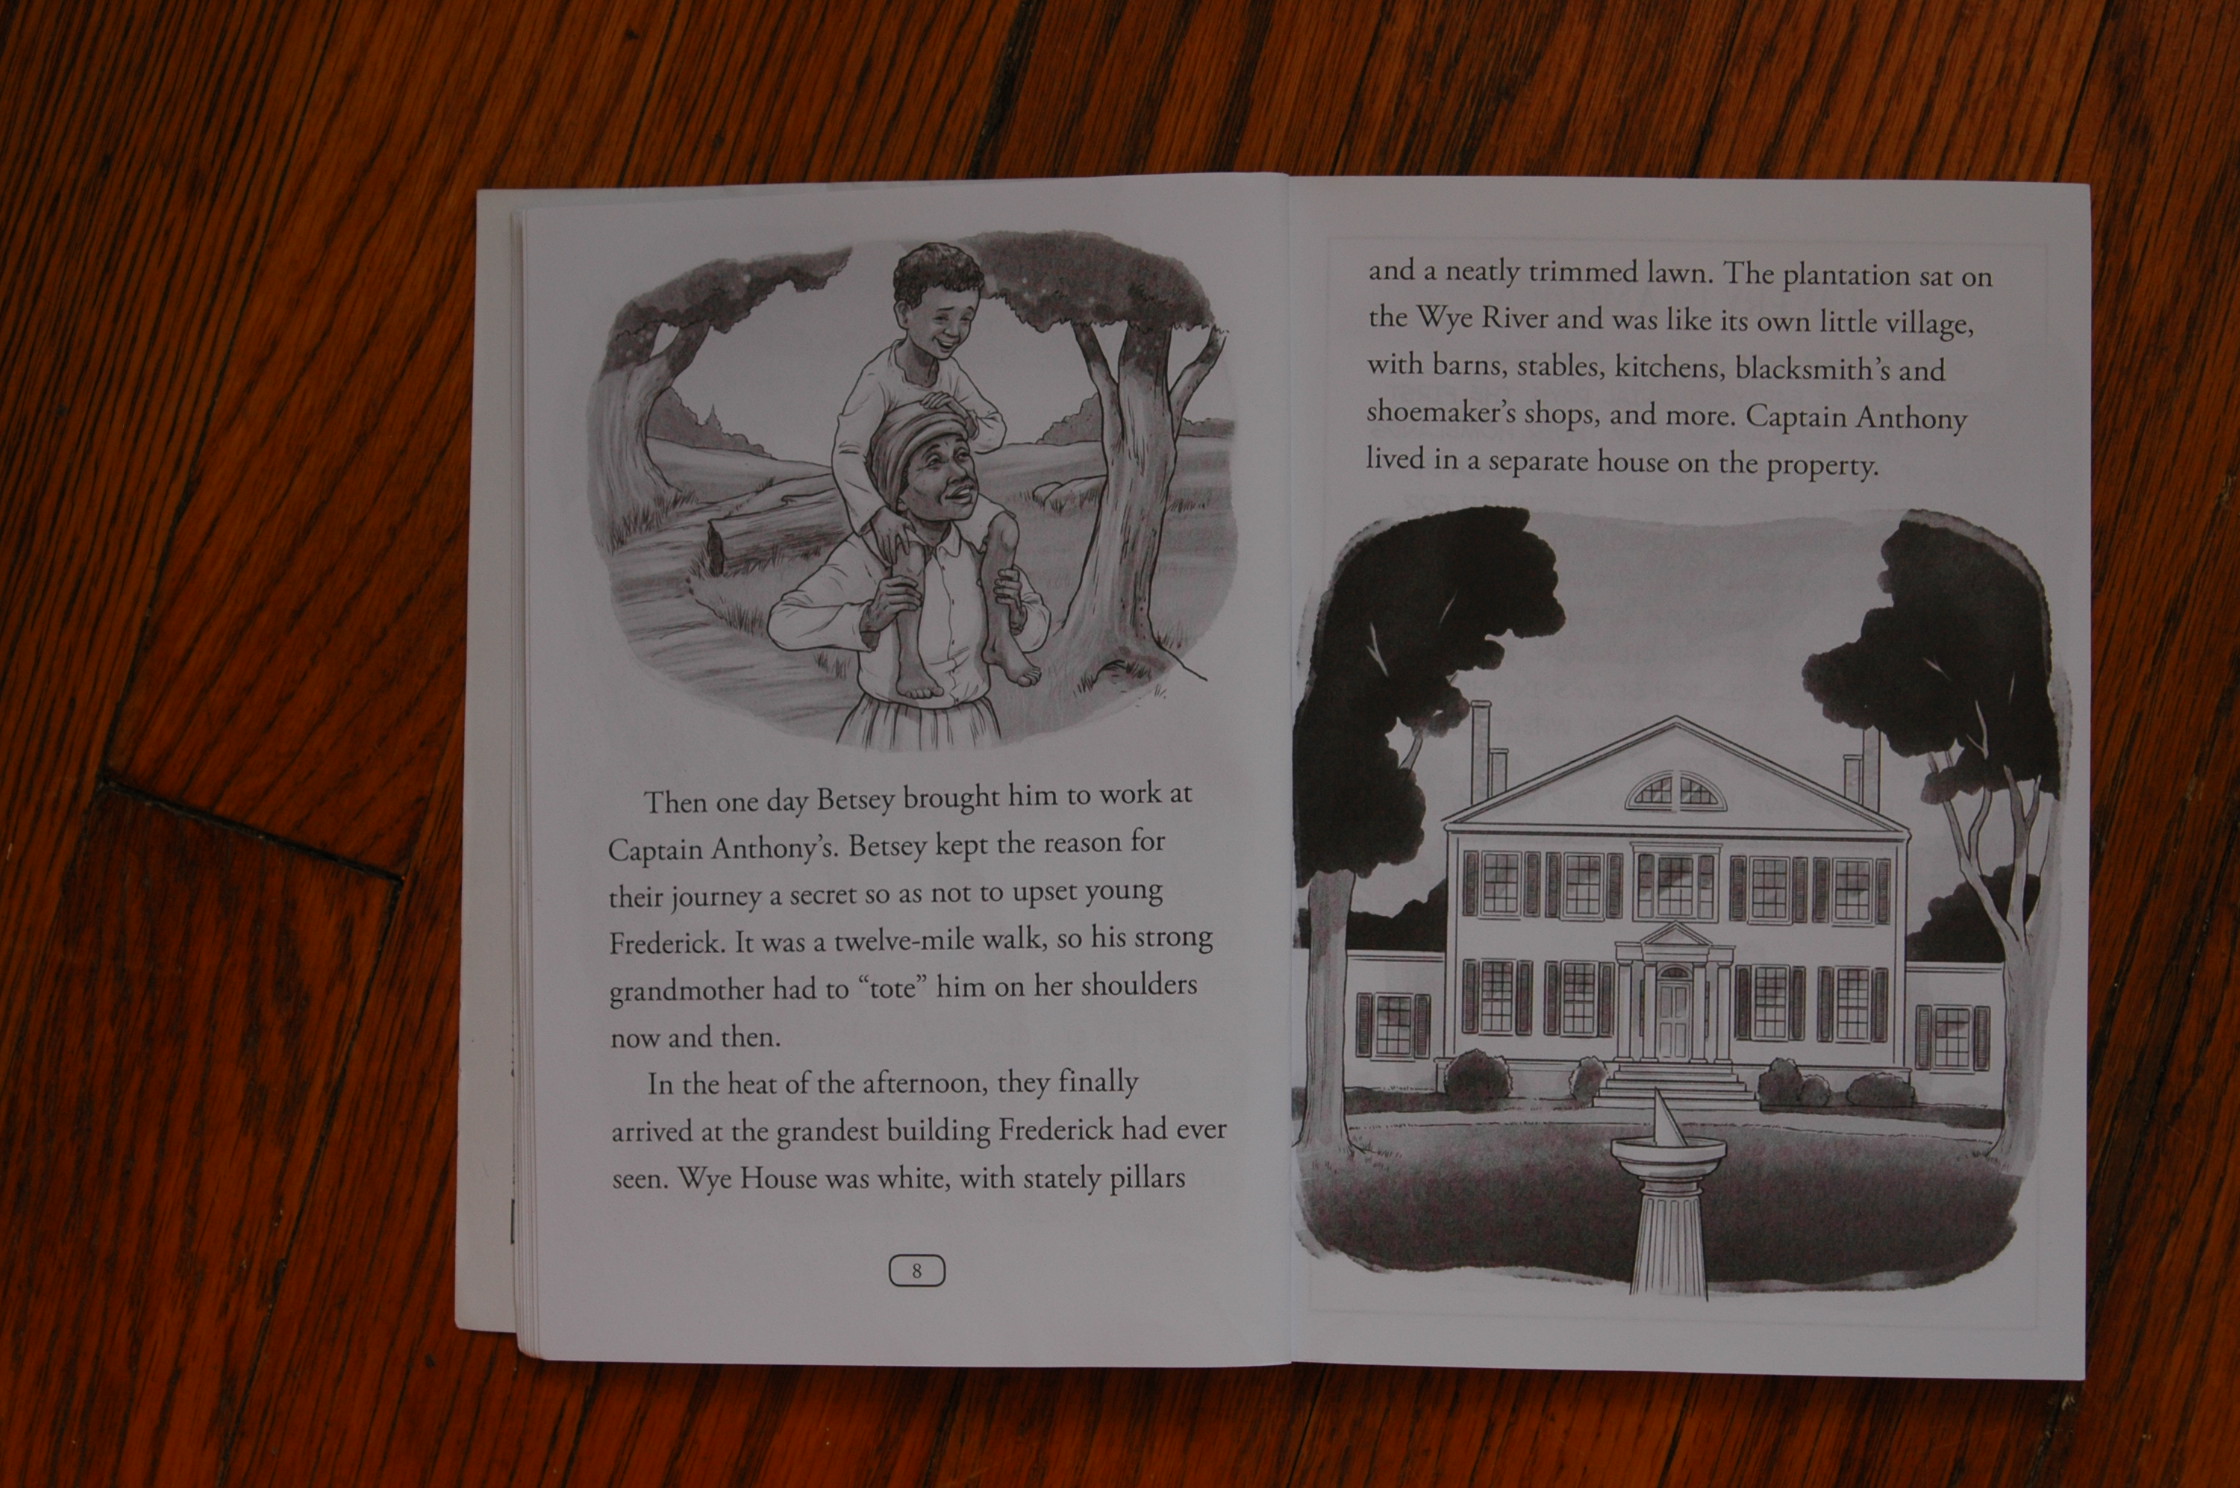 Then one day Betsey brought him to work at
Captain Anthony's. Betsey kept the reason for
their journey a secret so as not to upset young
Frederick. It was a twelve-mile walk, so his strong
grandmother had to “tote” him on her shoulders
now and then.
In the heat of the afternoon, they finally
arrived at the grandest building Frederick had ever
seen. Wye House was white, with stately pillars
8
and a neatly trimmed lawn. The plantation sat on
the Wye River and was like its own little village,
with barns, stables, kitchens, blacksmith's and
shoemaker's shops, and more. Captain Anthony
lived in a separate house on the property.